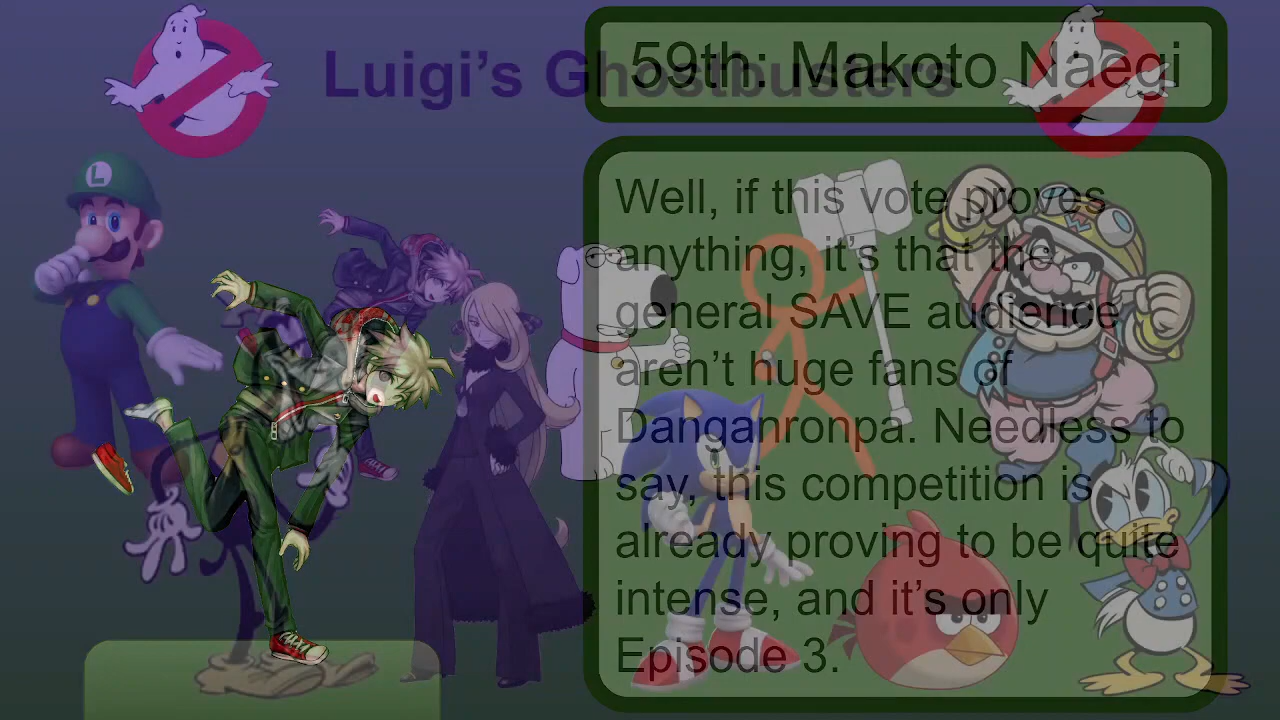 Luigi's Ghostbusters
59th: Makoto Naegi
Well, if this vote proves
anything, it's that the
general SAVE audience
aren't huge fans of
Danganronpa. Needless to
say, this competition is
already proving to be quite
intense, and it's only
Episode 3.
L